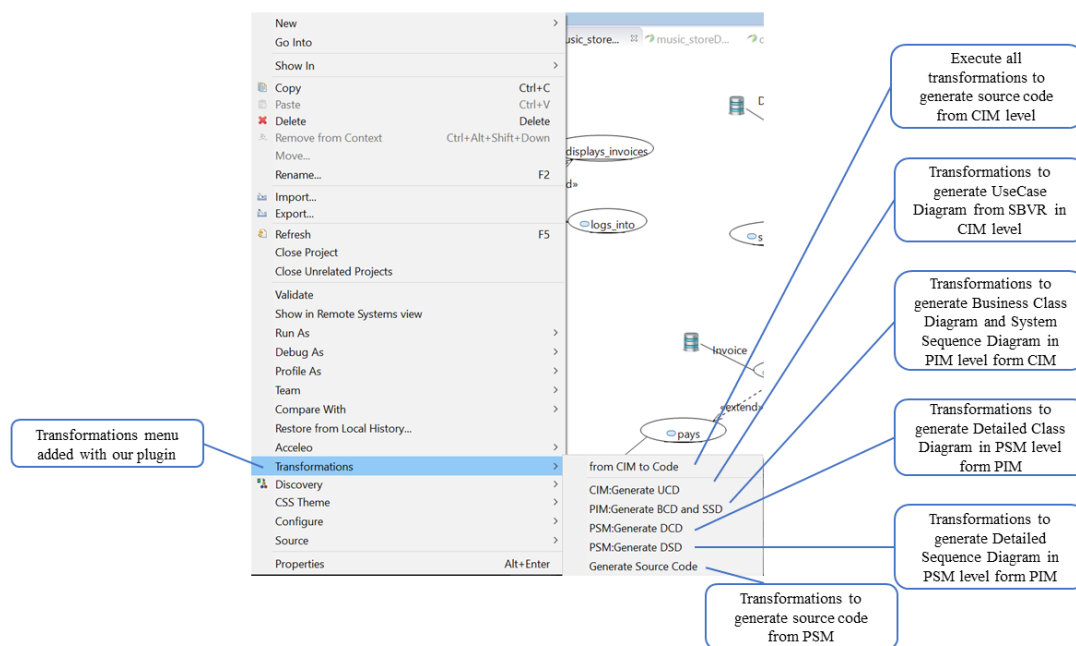 New
Go Into
Show In
Copy Ctrl+C
Paste Ctrl+V
Delete Delete
Remove from Context Ctrl+Alt+Shift+Down
Move...
Rename... F2
Import...
Export...
Refresh F5
Close Project
Close Unrelated Projects
Validate
Show in Remote Systems view
Run As
Debug As
Profile As
Team
Compare With
Restore from Local History...
Acceleo
Transformations
Discovery
CSS Theme
Configure
Source
Properties Alt+Enter
from CIM to Code
CIM:Generate UCD
PIM:Generate BCD and SSD
PSM:Generate DCD
PSM:Generate DSD
Generate Source Code
usic_store... music_storeD...
D
displays_invoices
d»
logs_into
s
Invoice
«extend»
pays
Transformations menu
added with our plugin
Execute all
transformations to
generate source code
from CIM level
Transformations to
generate UseCase
Diagram from SBVR in
CIM level
Transformations to
generate Business Class
Diagram and System
Sequence Diagram in
PIM level form CIM
Transformations to
generate Detailed Class
Diagram in PSM level
form PIM
Transformations to
generate Detailed
Sequence Diagram in
PSM level form PIM
Transformations to
generate source code
from PSM